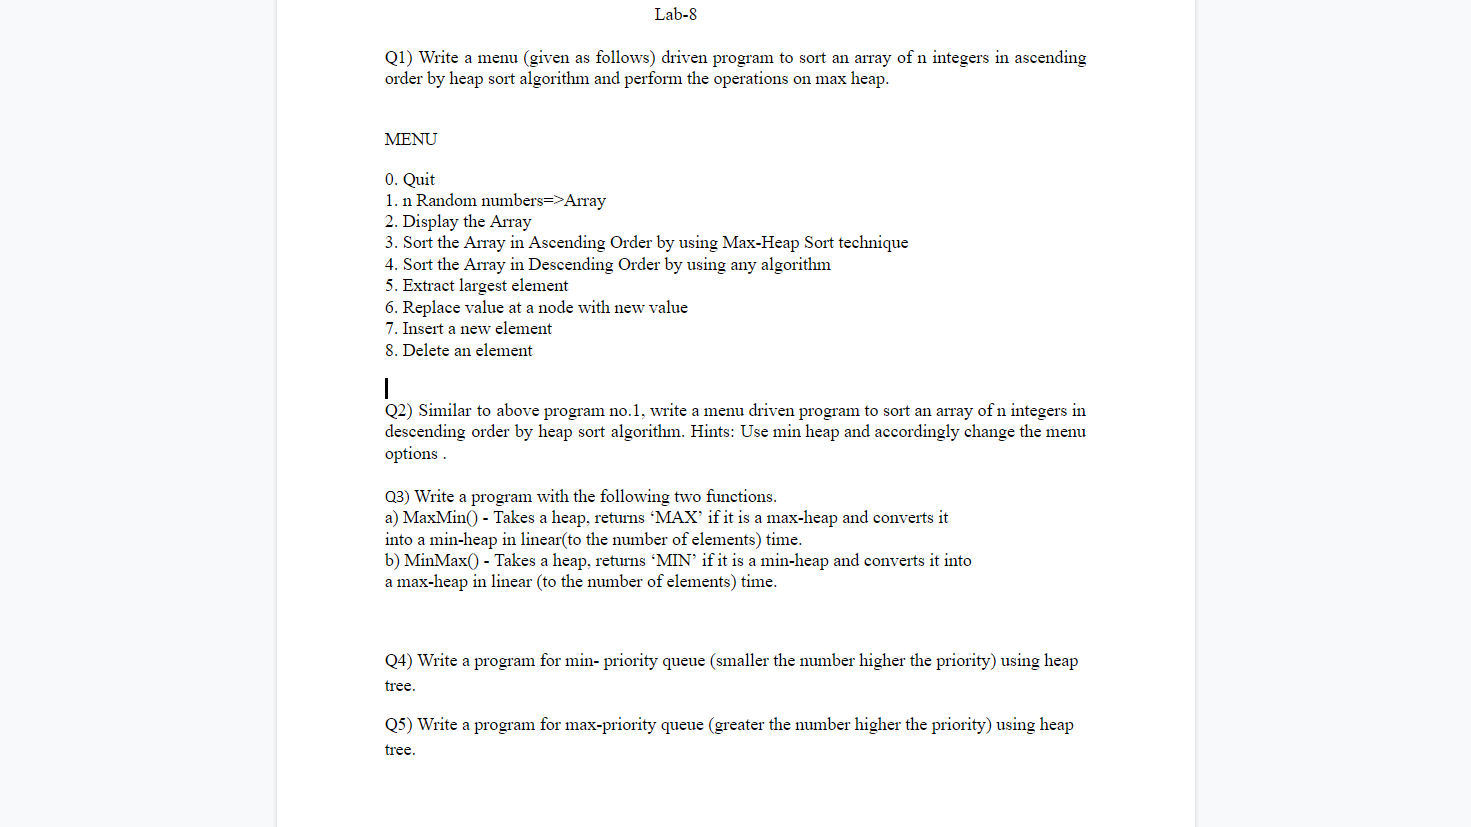 Lab-8
Q1) Write a menu (given as follows) driven program to sort an array of n integers in ascending
order by heap sort algorithm and perform the operations on max heap.
MENU
0. Quit
1. n Random numbers=>Array
2. Display the Array
3. Sort the Array in Ascending Order by using Max-Heap Sort technique
4. Sort the Array in Descending Order by using any algorithm
5. Extract largest element
6. Replace value at a node with new value
7. Insert a new element
8. Delete an element
Q2) Similar to above program no.1, write a menu driven program to sort an array of n integers in
descending order by heap sort algorithm. Hints: Use min heap and accordingly change the menu
options .
Q3) Write a program with the following two functions.
a) MaxMin() - Takes a heap, returns ‘MAX’ if it is a max-heap and converts it
into a min-heap in linear(to the number of elements) time.
b) MinMax() - Takes a heap, returns ‘MIN’ if it is a min-heap and converts it into
a max-heap in linear (to the number of elements) time.
Q4) Write a program for min- priority queue (smaller the number higher the priority) using heap
tree.
Q5) Write a program for max-priority queue (greater the number higher the priority) using heap
tree.